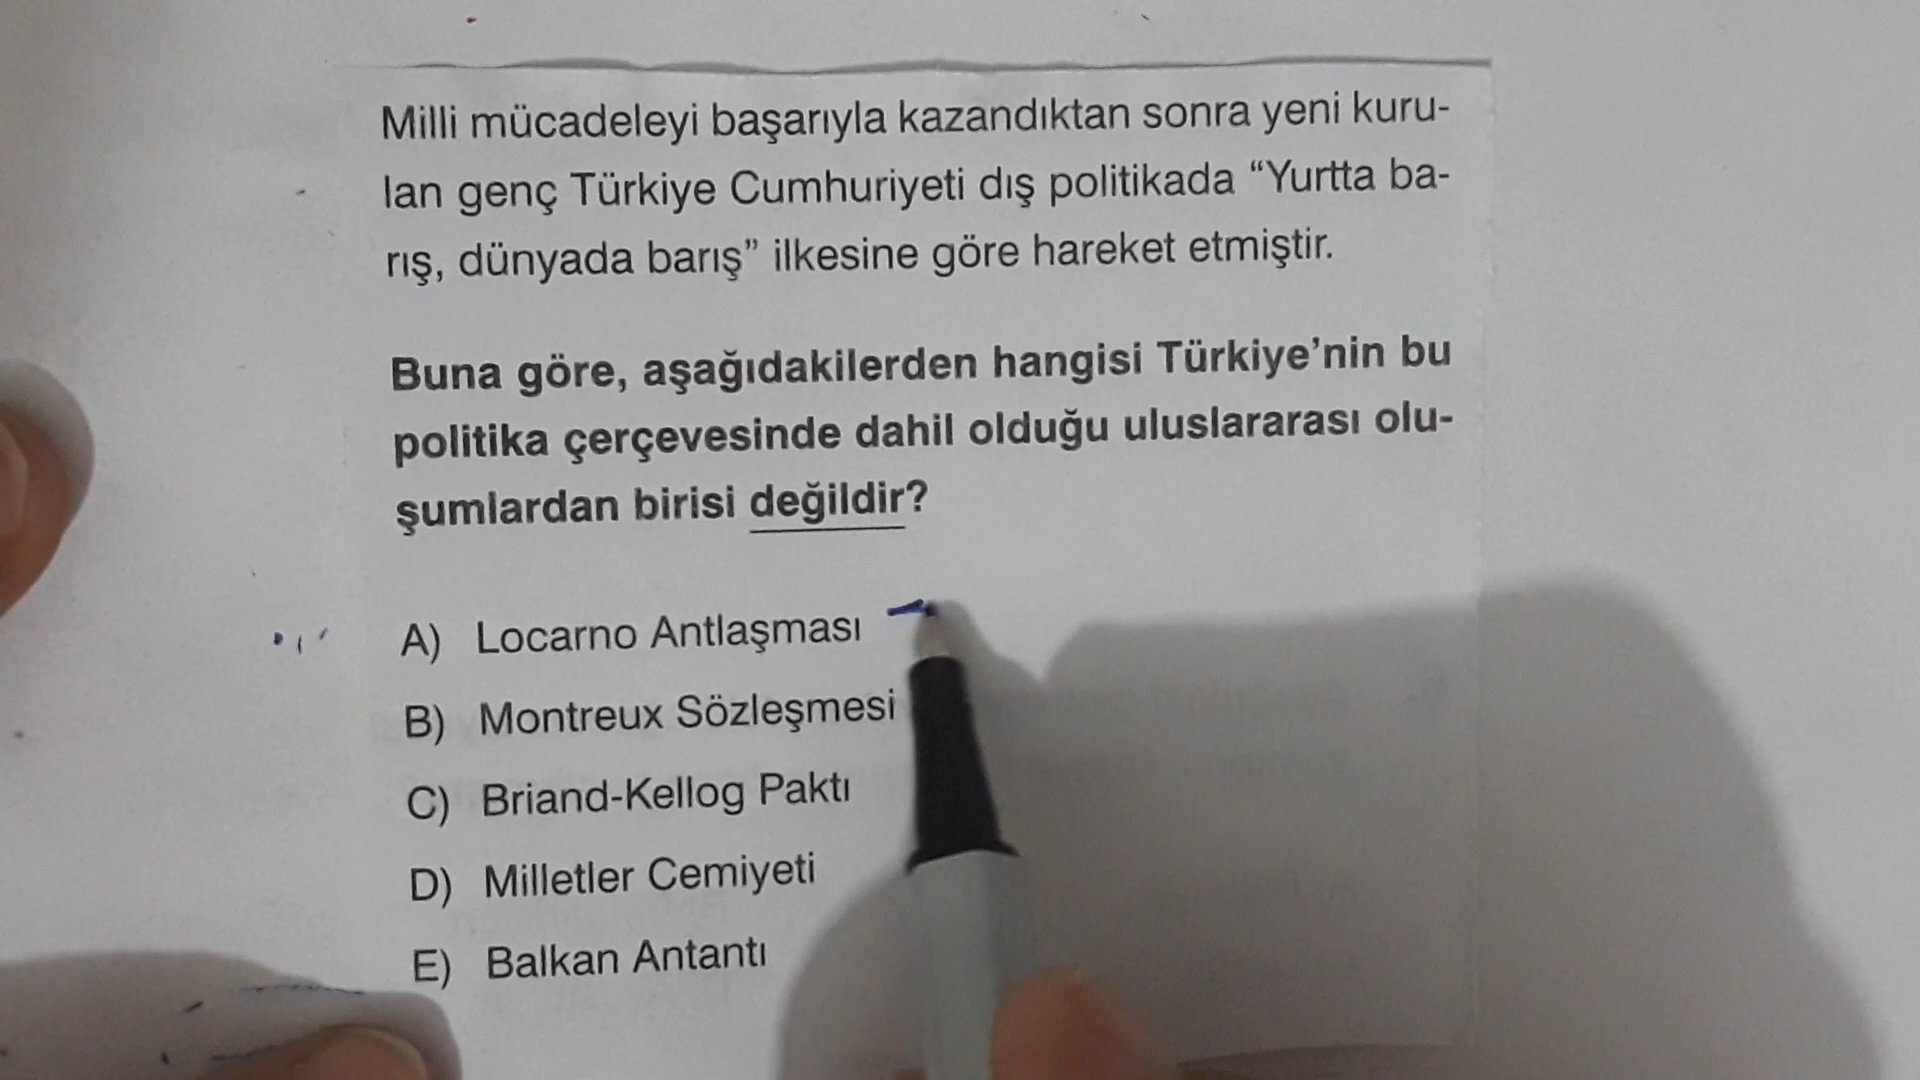 Milli mücadeleyi başarıyla kazandıktan sonra yeni kuru-
lan genç Türkiye Cumhuriyeti dış politikada “Yurtta ba-
rış, dünyada barış” ilkesine göre hareket etmiştir.
Buna göre, aşağıdakilerden hangisi Türkiye’nin bu
politika çerçevesinde dahil olduğu uluslararası olu-
şumlardan birisi değildir?
A) Locarno Antlaşması
B) Montreux Sözleşmesi
C) Briand-Kellog Paktı
D) Milletler Cemiyeti
E) Balkan Antantı